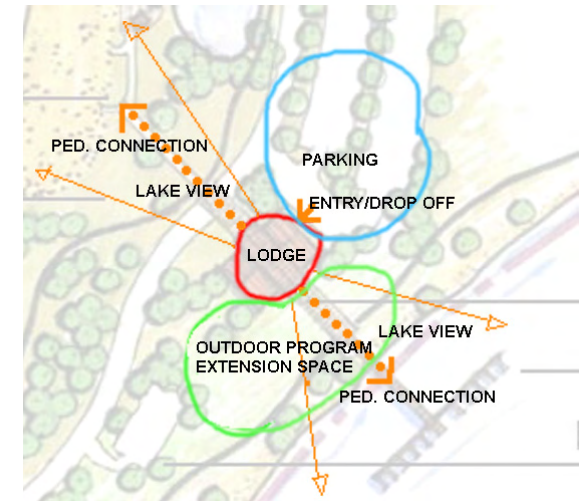 PED. CONNECTION
PARKING
LAKE VIEW
ENTRY/DROP OFF
LODGE
LAKE VIEW
OUTDOOR PROGRAM
EXTENSION SPACE
PED. CONNECTION